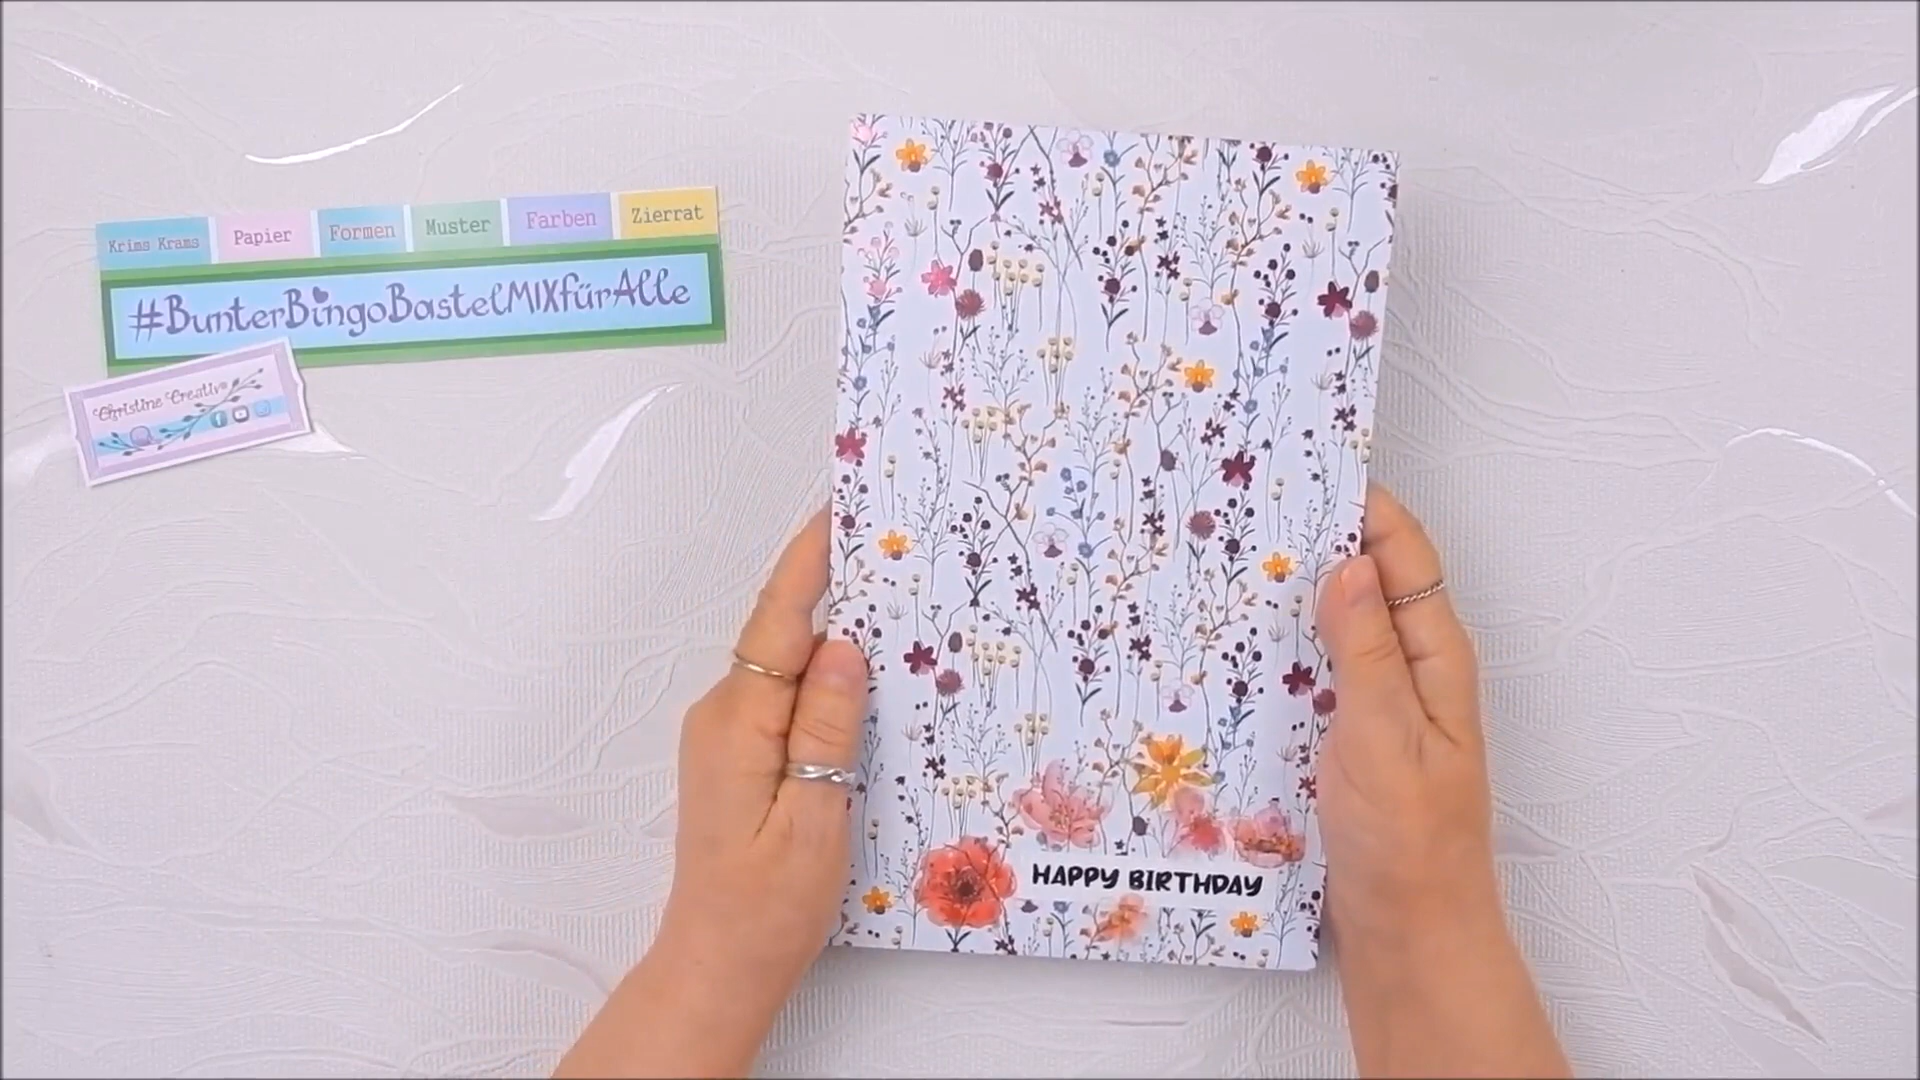 Krims Krams Papier Formen Muster Farben Zierrat
#BunterBingoBastelMIXfürAlle
Christine Creativ
HAPPY BIRTHDAY